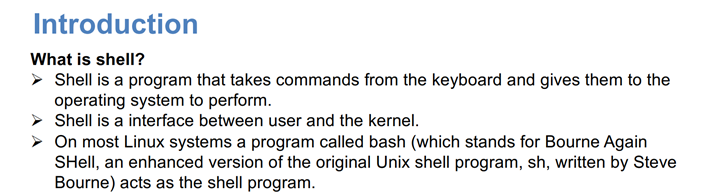 Introduction
What is shell?
➤ Shell is a program that takes commands from the keyboard and gives them to the
operating system to perform.
➤ Shell is a interface between user and the kernel.
➤ On most Linux systems a program called bash (which stands for Bourne Again
SHell, an enhanced version of the original Unix shell program, sh, written by Steve
Bourne) acts as the shell program.